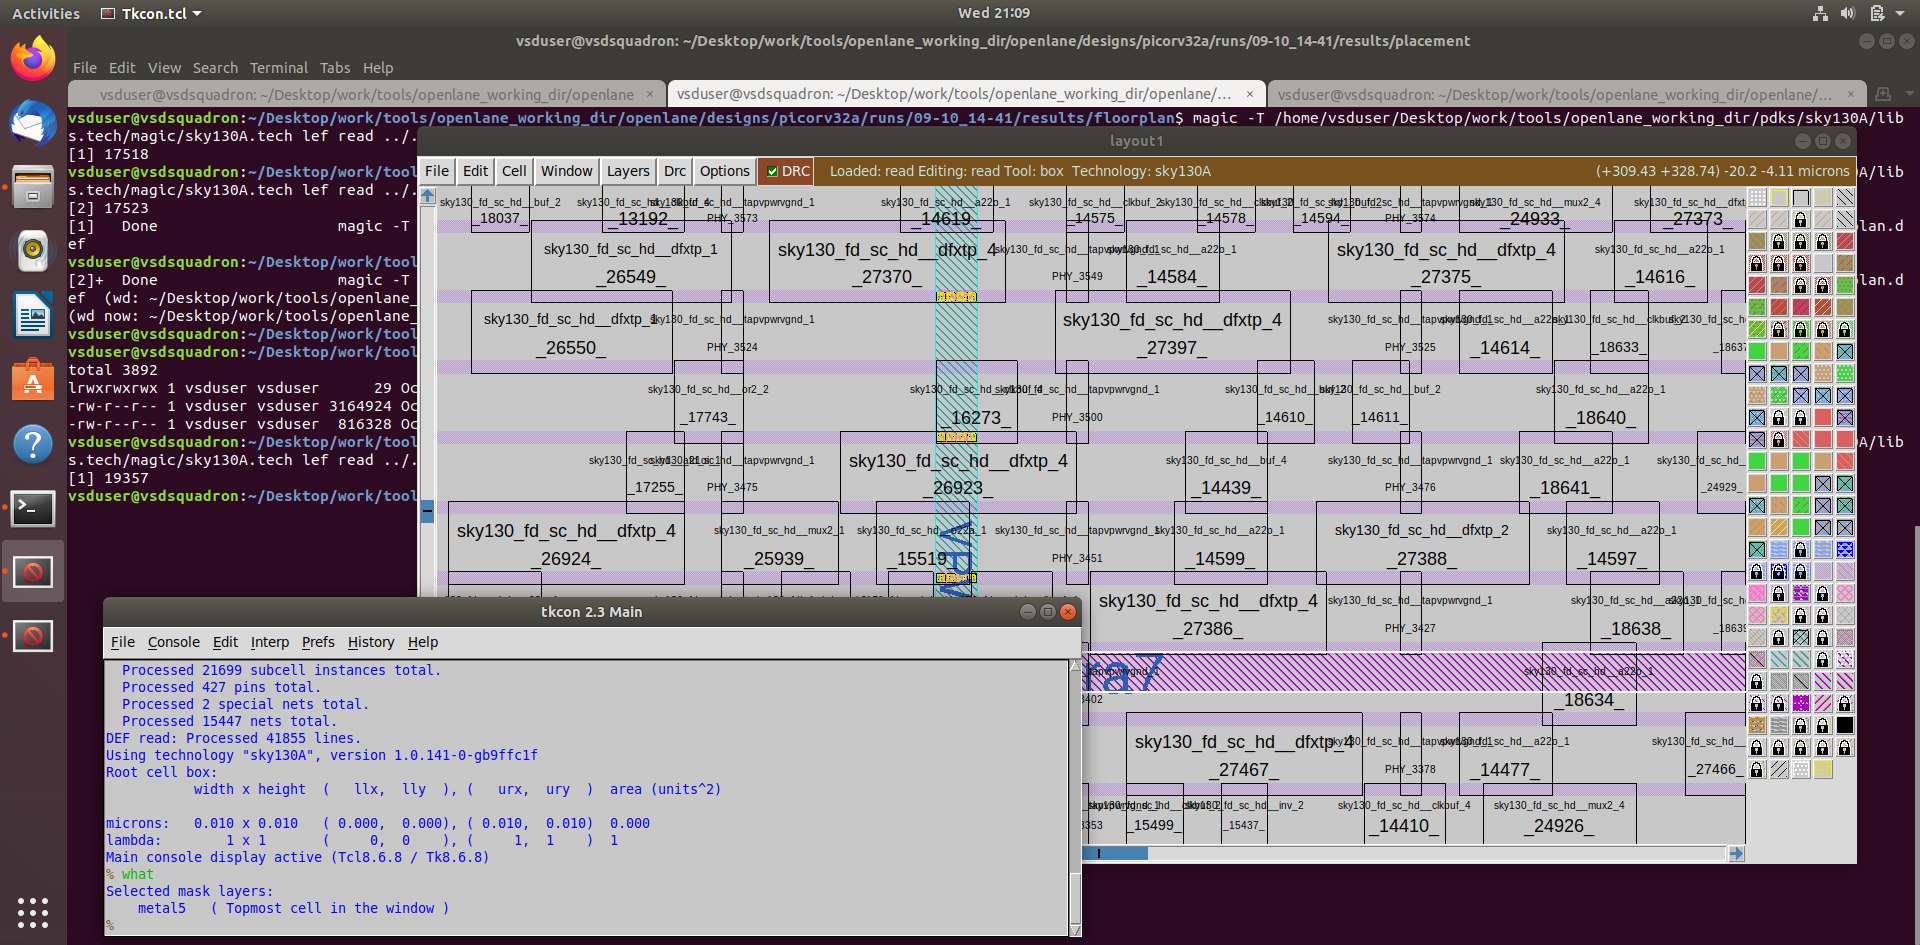 Activities
Tkcon.tcl
Wed 21:09
vsduser@vsdsquadron: ~/Desktop/work/tools/openlane_working_dir/openlane/designs/picorv32a/runs/09-10_14-41/results/placement
File Edit View Search Terminal Tabs Help
vsduser@vsdsquadron: ~/Desktop/work/tools/openlane_working_dir/openlane ×
vsduser@vsdsquadron: ~/Desktop/work/tools/openlane_working_dir/openlane/... ×
vsduser@vsdsquadron: ~/Desktop/work/tools/openlane_working_dir/openlane/... ×
vsduser@vsdsquadron:~/Desktop/work/tools/openlane_working_dir/openlane/designs/picorv32a/runs/09-10_14-41/results/floorplan$ magic -T /home/vsduser/Desktop/work/tools/openlane_working_dir/pdks/sky130A/lib
s.tech/magic/sky130A.tech lef read ../.
[1] 17518
vsduser@vsdsquadron:~/Desktop/work/tool
s.tech/magic/sky130A.tech lef read ../.
[2] 17523
[1] Done magic -T
ef
vsduser@vsdsquadron:~/Desktop/work/tool
[2]+ Done magic -T
ef (wd: ~/Desktop/work/tools/openlane_
(wd now: ~/Desktop/work/tools/openlane_
vsduser@vsdsquadron:~/Desktop/work/tool
vsduser@vsdsquadron:~/Desktop/work/tool
total 3892
lrwxrwxrwx 1 vsduser vsduser 29 Oc
-rw-r--r-- 1 vsduser vsduser 3164924 Oc
-rw-r--r-- 1 vsduser vsduser 816328 Oc
vsduser@vsdsquadron:~/Desktop/work/tool
s.tech/magic/sky130A.tech lef read ../.
[1] 19357
vsduser@vsdsquadron:~/Desktop/work/tool
A/lib
lan.d
lan.d
A/lib
layout1
File Edit Cell Window Layers Drc Options DRC
Loaded: read Editing: read Tool: box Technology: sky130A
(+309.43 +328.74) -20.2 -4.11 microns
sky130_fd_sc_hd__buf_2 sky130_fd_sc_hd__tapvpwrvgnd_1 sky130_fd_sc_hd__a22o_1 sky130_fd_sc_hd__mux2_4
_18037_ _13192_ PHY_3573 _14619_ _14575_ _14578_ _14594_ PHY_3574 _24933_ _27373_
sky130_fd_sc_hd__dfxtp_1 sky130_fd_sc_hd__dfxtp_4 sky130_fd_sc_hd__dfxtp_4 sky130_fd_sc_hd__a22o_1
_26549_ _27370_ PHY_3549 _14584_ _27375_ _14616_
sky130_fd_sc_hd__dfxtp_1 sky130_fd_sc_hd__dfxtp_4
_26550_ PHY_3524 _27397_ PHY_3525 _14614_ _18633_ _18637
sky130_fd_sc_hd__or2_2 sky130_fd_sc_hd__buf_2 sky130_fd_sc_hd__a22o_1
_17743_ _16273_ PHY_3500 _14610_ _14611_ _18640_
sky130_fd_sc_hd__dfxtp_4 sky130_fd_sc_hd__buf_4
_17255_ PHY_3475 _26923_ _14439_ PHY_3476 _18641_ _24929_
sky130_fd_sc_hd__dfxtp_4 sky130_fd_sc_hd__mux2_1 sky130_fd_sc_hd__dfxtp_2 sky130_fd_sc_hd__a22o_1
_26924_ _25939_ _15519_ PHY_3451 _14599_ _27388_ _14597_
sky130_fd_sc_hd__dfxtp_4 sky130_fd_sc_hd__tapvpwrvgnd_1
_27386_ PHY_3427 _18638_ _18639
sky130_fd_sc_hd__a22o_1
3402 _18634_
sky130_fd_sc_hd__dfxtp_4
_27467_ PHY_3378 _14477_ _27466_
sky130_fd_sc_hd__clkbuf_4 sky130_fd_sc_hd__mux2_4
3353 _15499_ _15437_ _14410_ _24926_
tkcon 2.3 Main
File Console Edit Interp Prefs History Help
Processed 21699 subcell instances total.
Processed 427 pins total.
Processed 2 special nets total.
Processed 15447 nets total.
DEF read: Processed 41855 lines.
Using technology "sky130A", version 1.0.141-0-gb9ffc1f
Root cell box:
width x height ( llx, lly ), ( urx, ury ) area (units^2)
microns: 0.010 x 0.010 ( 0.000, 0.000), ( 0.010, 0.010) 0.000
lambda: 1 x 1 ( 0, 0 ), ( 1, 1 ) 1
Main console display active (Tcl8.6.8 / Tk8.6.8)
% what
Selected mask layers:
metal5 ( Topmost cell in the window )
%